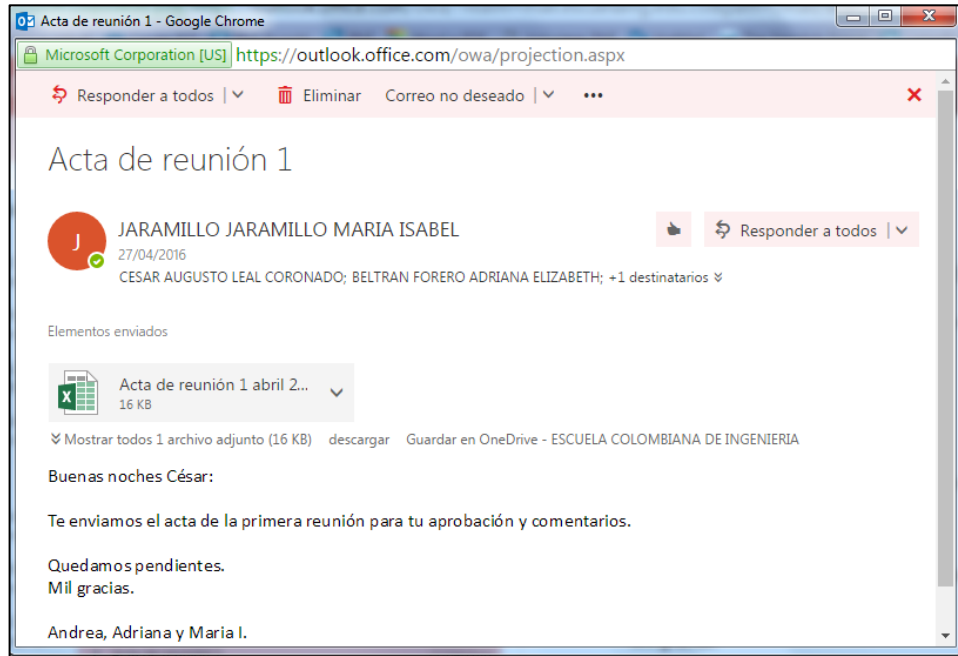 Acta de reunión 1 - Google Chrome
Microsoft Corporation [US] https://outlook.office.com/owa/projection.aspx
Responder a todos | Eliminar Correo no deseado | •••
Acta de reunión 1
J
JARAMILLO JARAMILLO MARIA ISABEL
Responder a todos |
27/04/2016
CESAR AUGUSTO LEAL CORONADO; BELTRAN FORERO ADRIANA ELIZABETH; +1 destinatarios
Elementos enviados
Acta de reunión 1 abril 2...
16 KB
Mostrar todos 1 archivo adjunto (16 KB) descargar Guardar en OneDrive - ESCUELA COLOMBIANA DE INGENIERIA
Buenas noches César:
Te enviamos el acta de la primera reunión para tu aprobación y comentarios.
Quedamos pendientes.
Mil gracias.
Andrea, Adriana y Maria I.